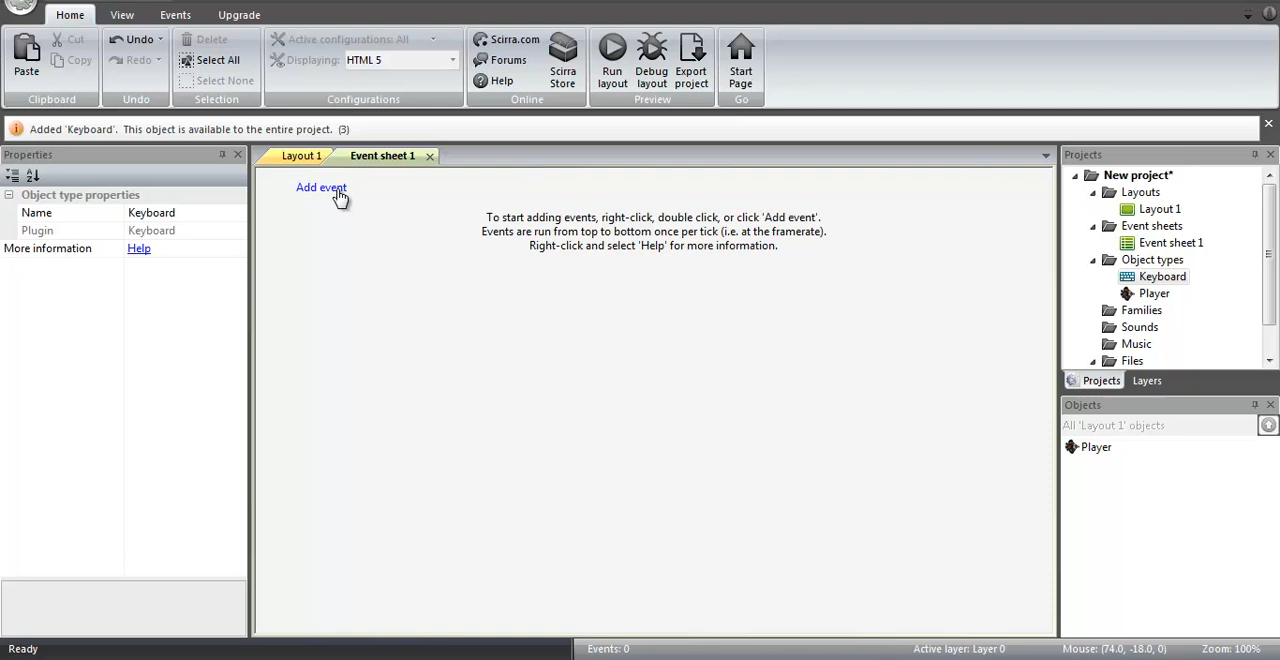 Home View Events Upgrade
Paste Cut Copy
Clipboard
Undo
Redo
Undo
Delete
Select All
Select None
Selection
Active configurations: All
Displaying: HTML 5
Configurations
Scirra.com
Forums
Help
Scirra Store
Online
Run layout
Debug layout
Export project
Preview
Start Page
Go
Added 'Keyboard'. This object is available to the entire project. (3)
Properties
Object type properties
Name Keyboard
Plugin Keyboard
More information Help
Layout 1 Event sheet 1
Add event
To start adding events, right-click, double click, or click 'Add event'.
Events are run from top to bottom once per tick (i.e. at the framerate).
Right-click and select 'Help' for more information.
Projects
New project*
Layouts
Layout 1
Event sheets
Event sheet 1
Object types
Keyboard
Player
Families
Sounds
Music
Files
Projects Layers
Objects
All 'Layout 1' objects
Player
Ready Events: 0 Active layer: Layer 0 Mouse: (74.0, -18.0, 0) Zoom: 100%